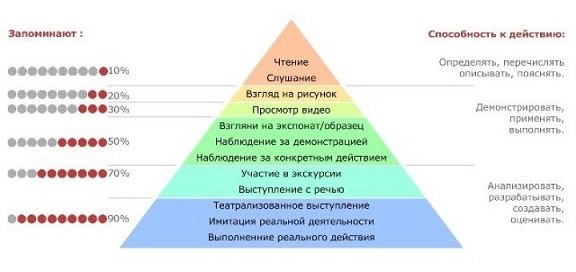 Запоминают :
10%
20%
30%
50%
70%
90%
Чтение
Слушание
Взгляд на рисунок
Просмотр видео
Взгляни на экспонат/образец
Наблюдение за демонстрацией
Наблюдение за конкретным действием
Участие в экскурсии
Выступление с речью
Театрализованное выступление
Имитация реальной деятельности
Выполненние реального действия
Способность к действию:
Определять, перечислять
описывать, пояснять.
Демонстрировать,
применять,
выполнять.
Анализировать,
разрабытвать,
создавать,
оценивать.